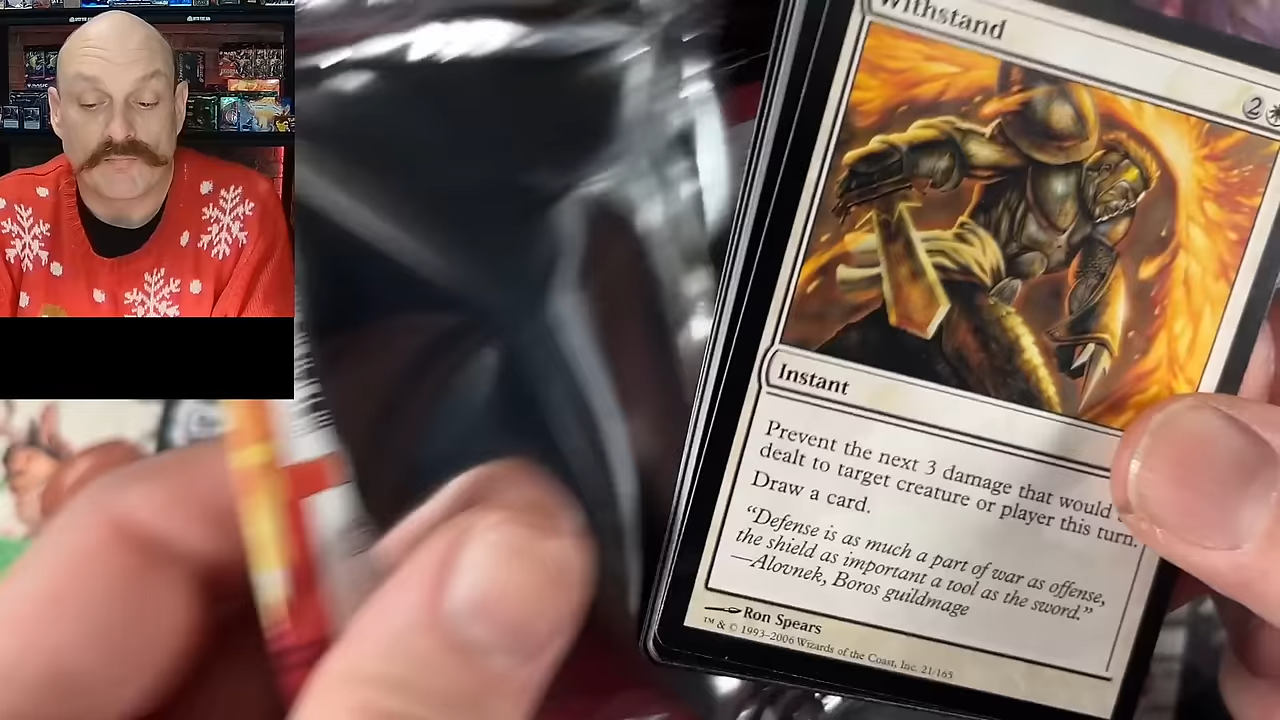 Withstand
2
Instant
Prevent the next 3 damage that would
dealt to target creature or player this turn.
Draw a card.
"Defense is as much a part of war as offense,
the shield as important a tool as the sword."
—Alovnek, Boros guildmage
Ron Spears
™ & © 1993–2006 Wizards of the Coast, Inc. 21/165